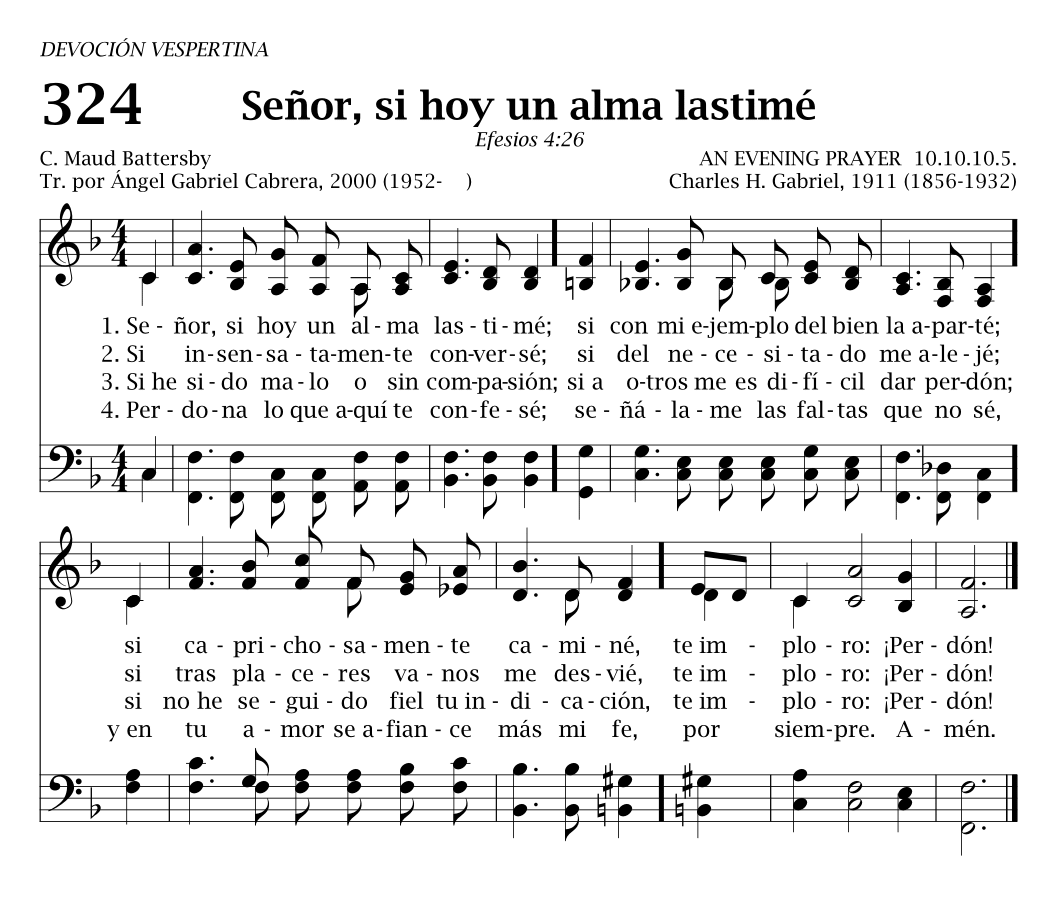 DEVOCIÓN VESPERTINA
324 Señor, si hoy un alma lastimé
Efesios 4:26
C. Maud Battersby AN EVENING PRAYER 10.10.10.5.
Tr. por Ángel Gabriel Cabrera, 2000 (1952- ) Charles H. Gabriel, 1911 (1856-1932)
4
4
1. Se - ñor, si hoy un al - ma las - ti - mé; si con mi e-jem-plo del bien la a-par-té;
2. Si in-sen-sa - ta-men-te con-ver-sé; si del ne - ce - si - ta - do me a-le-jé;
3. Si he si - do ma - lo o sin com-pa-sión; si a o-tros me es di - fí - cil dar per-dón;
4. Per - do - na lo que a-quí te con - fe - sé; se - ñá - la - me las fal - tas que no sé,
4
4
si ca - pri - cho - sa - men - te ca - mi - né, te im - plo - ro: ¡Per - dón!
si tras pla - ce - res va - nos me des - vié, te im - plo - ro: ¡Per - dón!
si no he se - gui - do fiel tu in - di - ca - ción, te im - plo - ro: ¡Per - dón!
y en tu a - mor se a-fian - ce más mi fe, por siem-pre. A - mén.